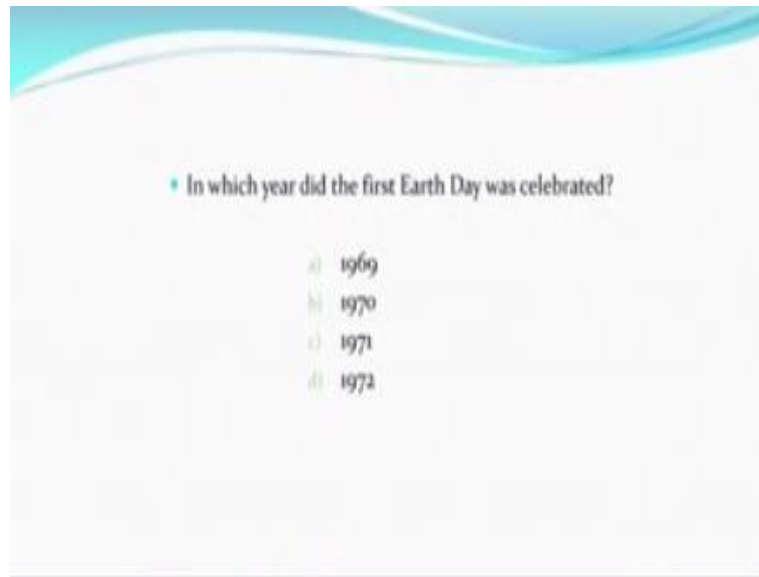 • In which year did the first Earth Day was celebrated?
a) 1969
b) 1970
c) 1971
d) 1972